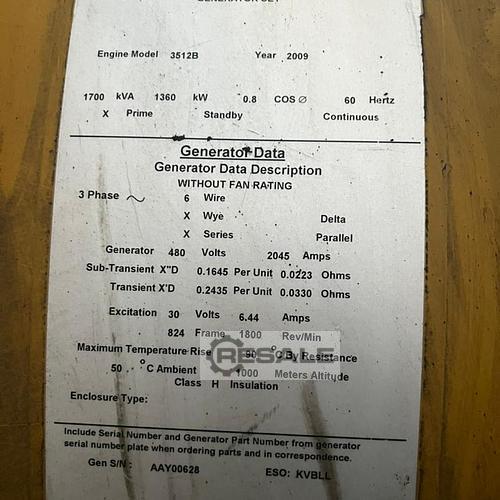 GENERATOR SET
Engine Model 3512B Year 2009
1700 kVA 1360 kW 0.8 COS Ø 60 Hertz
X Prime Standby Continuous
Generator Data
Generator Data Description
WITHOUT FAN RATING
3 Phase ~ 6 Wire
X Wye Delta
X Series Parallel
Generator 480 Volts 2045 Amps
Sub-Transient X"D 0.1645 Per Unit 0.0223 Ohms
Transient X'D 0.2435 Per Unit 0.0330 Ohms
Excitation 30 Volts 6.44 Amps
824 Frame 1800 Rev/Min
Maximum Temperature Rise 90 °C By Resistance
50 °C Ambient 1000 Meters Altitude
Class H Insulation
RESALE
Enclosure Type:
Include Serial Number and Generator Part Number from generator
serial number plate when ordering parts and in correspondence.
Gen S/N: AAY00628 ESO: KVBLL